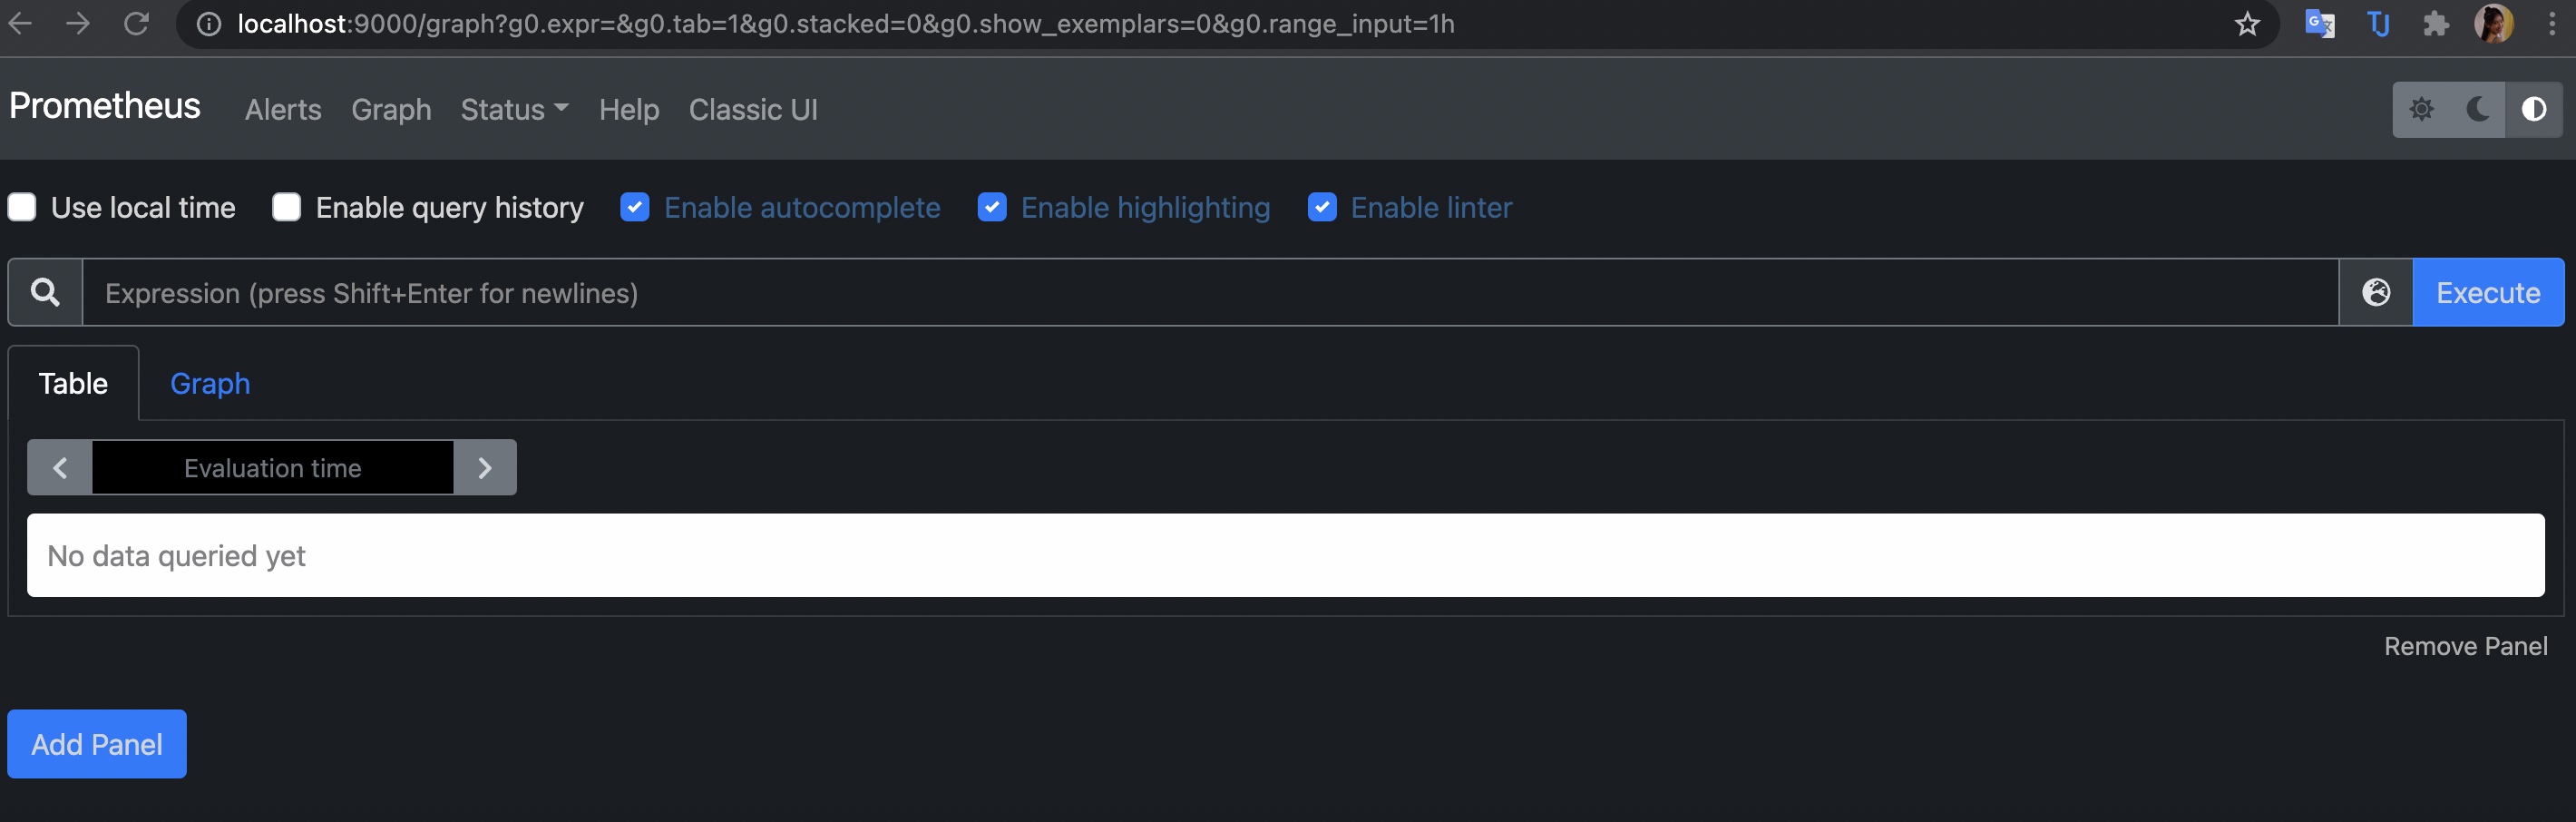 localhost:9000/graph?g0.expr=&g0.tab=1&g0.stacked=0&g0.show_exemplars=0&g0.range_input=1h
Prometheus Alerts Graph Status Help Classic UI
Use local time Enable query history Enable autocomplete Enable highlighting Enable linter
Expression (press Shift+Enter for newlines) Execute
Table Graph
Evaluation time
No data queried yet
Remove Panel
Add Panel